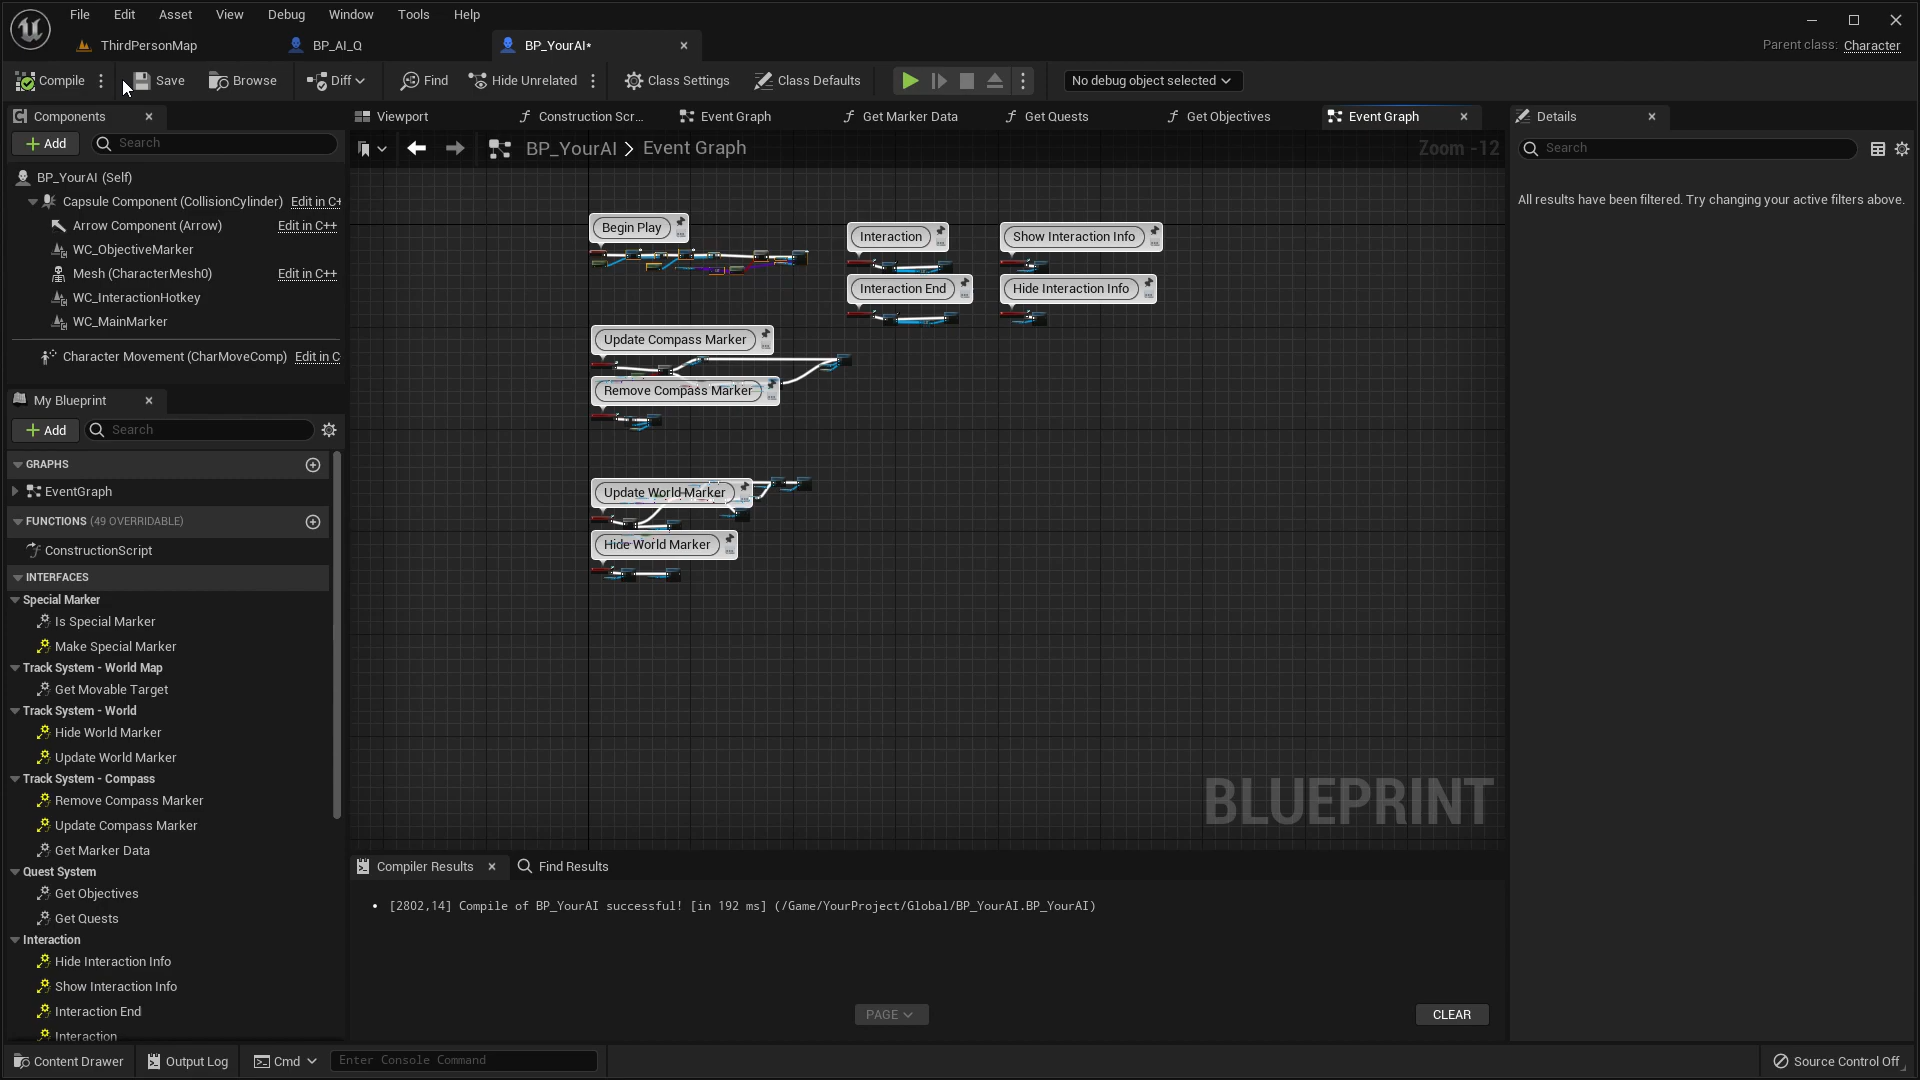 File Edit Asset View Debug Window Tools Help
ThirdPersonMap BP_AI_Q BP_YourAI*
Parent class: Character
Compile Save Browse Diff Find Hide Unrelated Class Settings Class Defaults No debug object selected
Components
Add Search
BP_YourAI (Self)
Capsule Component (CollisionCylinder) Edit in C+
Arrow Component (Arrow) Edit in C++
WC_ObjectiveMarker
Mesh (CharacterMesh0) Edit in C++
WC_InteractionHotkey
WC_MainMarker
Character Movement (CharMoveComp) Edit in C
My Blueprint
Add Search
GRAPHS
EventGraph
FUNCTIONS (49 OVERRIDABLE)
ConstructionScript
INTERFACES
Special Marker
Is Special Marker
Make Special Marker
Track System - World Map
Get Movable Target
Track System - World
Hide World Marker
Update World Marker
Track System - Compass
Remove Compass Marker
Update Compass Marker
Get Marker Data
Quest System
Get Objectives
Get Quests
Interaction
Hide Interaction Info
Show Interaction Info
Interaction End
Interaction
Viewport Construction Scr... Event Graph Get Marker Data Get Quests Get Objectives Event Graph
BP_YourAI > Event Graph
Zoom -12
Begin Play
Interaction
Show Interaction Info
Interaction End
Hide Interaction Info
Update Compass Marker
Remove Compass Marker
Update World Marker
Hide World Marker
BLUEPRINT
Compiler Results Find Results
• [2802,14] Compile of BP_YourAI successful! [in 192 ms] (/Game/YourProject/Global/BP_YourAI.BP_YourAI)
PAGE
CLEAR
Details
Search
All results have been filtered. Try changing your active filters above.
Content Drawer Output Log Cmd Enter Console Command
Source Control Off